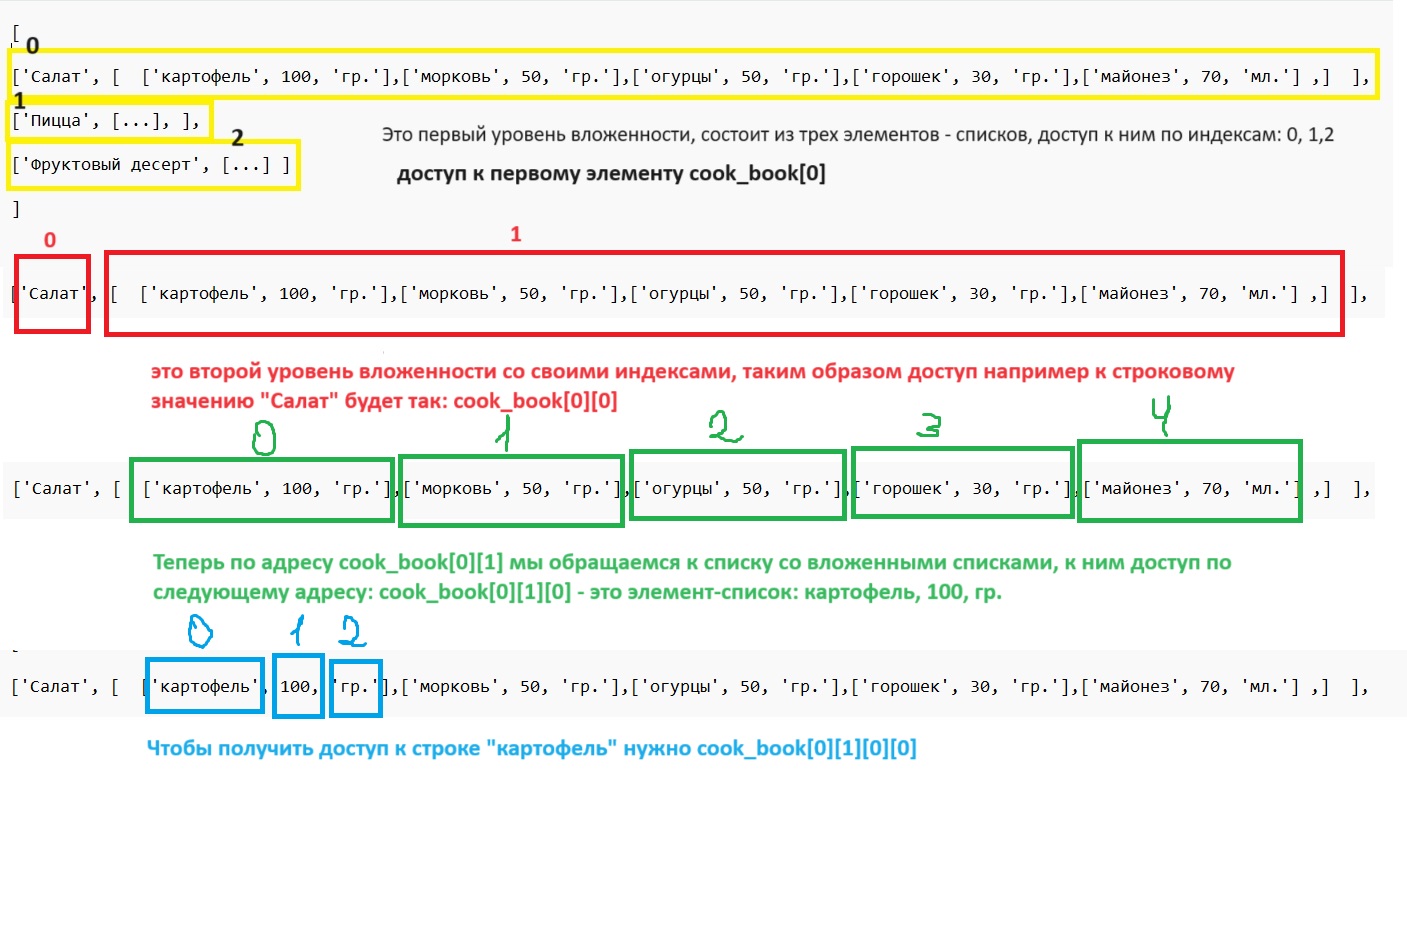 [
0
['Салат', [  ['картофель', 100, 'гр.'],['морковь', 50, 'гр.'],['огурцы', 50, 'гр.'],['горошек', 30, 'гр.'],['майонез', 70, 'мл.'] ,]  ],
1
['Пицца', [...], ],
2
Это первый уровень вложенности, состоит из трех элементов - списков, доступ к ним по индексам: 0, 1,2
['Фруктовый десерт', [...] ]
доступ к первому элементу cook_book[0]
]
0 1
['Салат', [  ['картофель', 100, 'гр.'],['морковь', 50, 'гр.'],['огурцы', 50, 'гр.'],['горошек', 30, 'гр.'],['майонез', 70, 'мл.'] ,]  ],
это второй уровень вложенности со своими индексами, таким образом доступ например к строковому
значению "Салат" будет так: cook_book[0][0]
0 1 2 3 4
['Салат', [  ['картофель', 100, 'гр.'],['морковь', 50, 'гр.'],['огурцы', 50, 'гр.'],['горошек', 30, 'гр.'],['майонез', 70, 'мл.'] ,]  ],
Теперь по адресу cook_book[0][1] мы обращаемся к списку со вложенными списками, к ним доступ по
следующему адресу: cook_book[0][1][0] - это элемент-список: картофель, 100, гр.
0 1 2
['Салат', [  ['картофель', 100, 'гр.'],['морковь', 50, 'гр.'],['огурцы', 50, 'гр.'],['горошек', 30, 'гр.'],['майонез', 70, 'мл.'] ,]  ],
Чтобы получить доступ к строке "картофель" нужно cook_book[0][1][0][0]